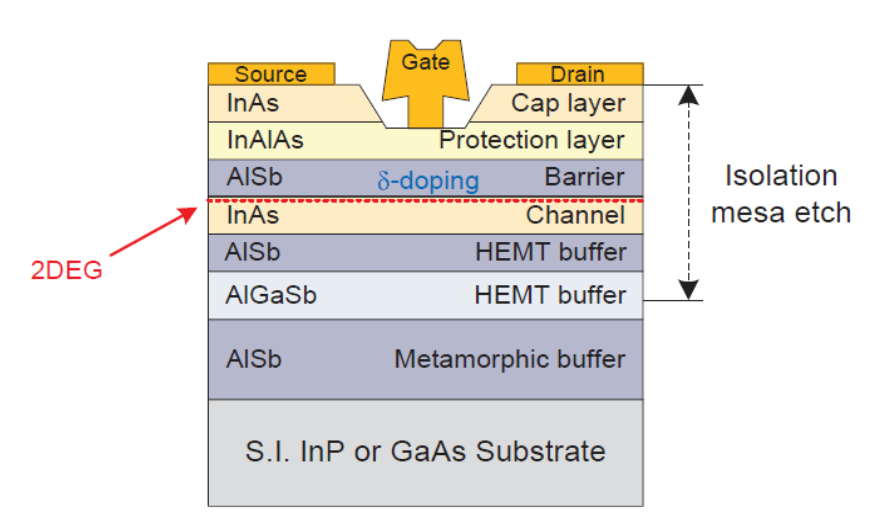 Gate
Source
Drain
InAs Cap layer
InAlAs Protection layer
AlSb δ-doping Barrier
InAs Channel
AlSb HEMT buffer
AlGaSb HEMT buffer
AlSb Metamorphic buffer
S.I. InP or GaAs Substrate
2DEG
Isolation
mesa etch